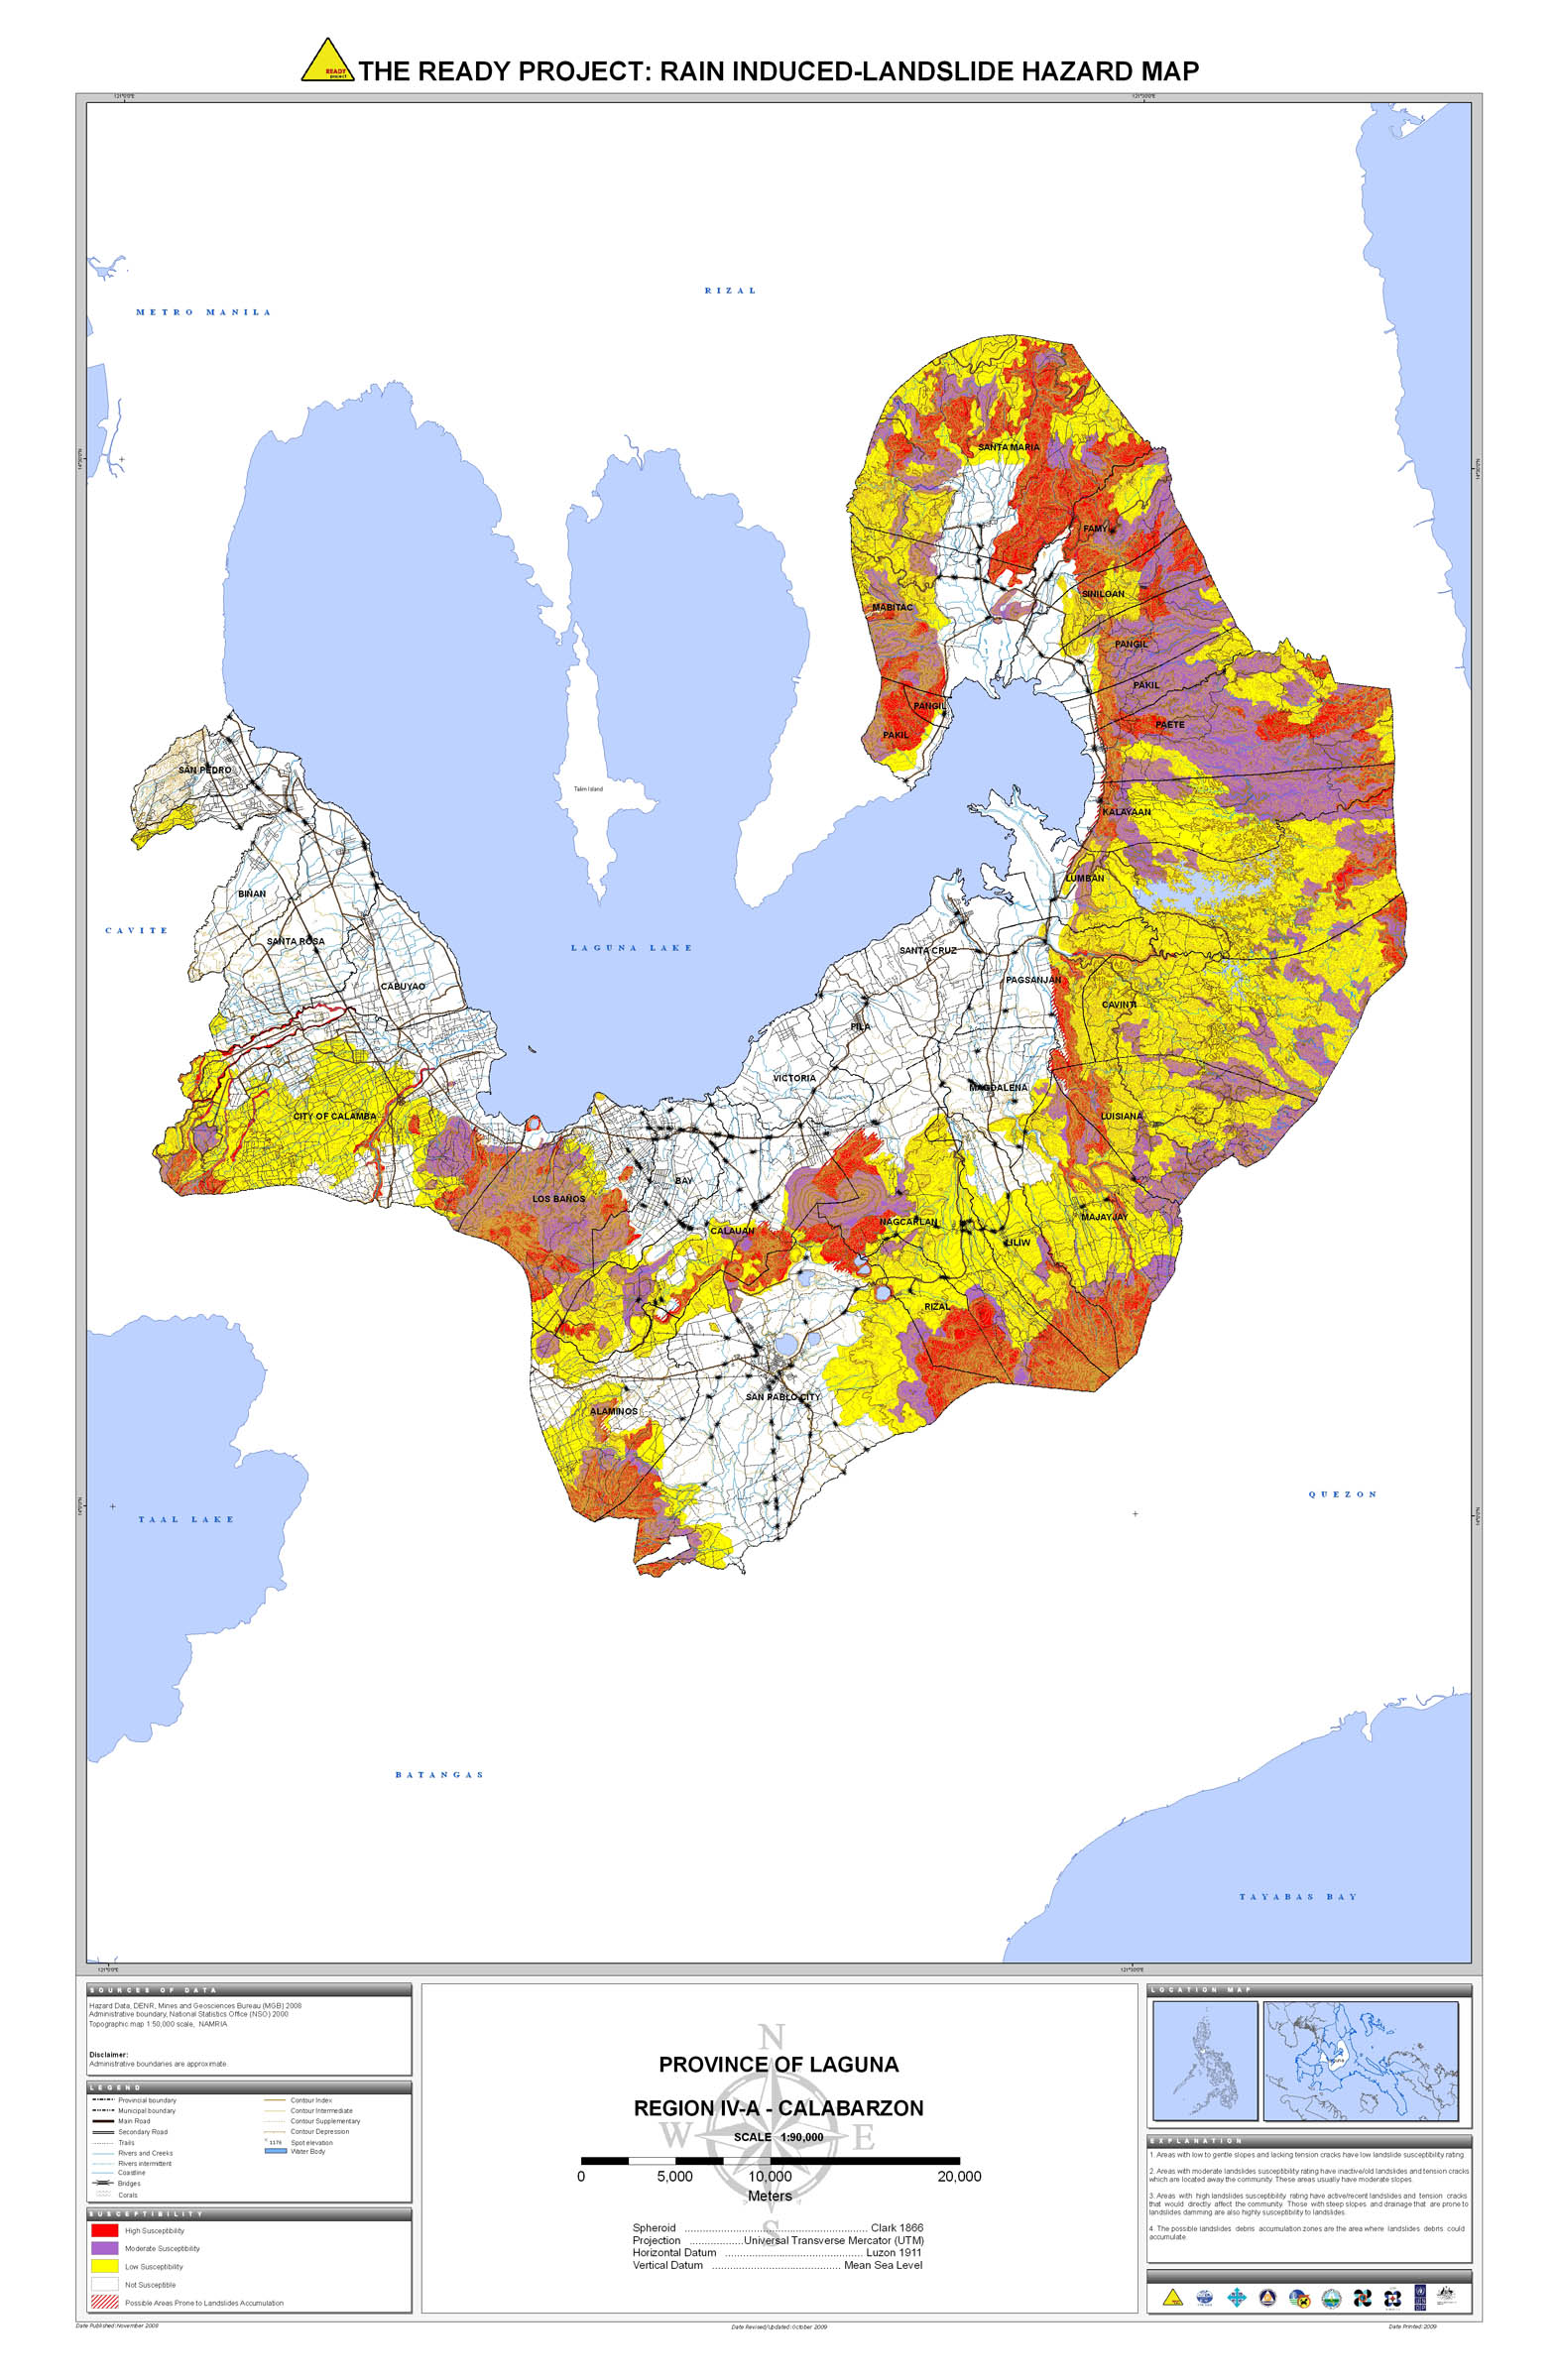 READY
project
THE READY PROJECT: RAIN INDUCED-LANDSLIDE HAZARD MAP
121°0'0"E
METRO MANILA
RIZAL
SANTA MARIA
FAMY
SINILOAN
MABITAC
PANGIL
PAKIL
PANGIL
PAETE
PAKIL
SAN PEDRO
Talim Island
KALAYAAN
LUMBAN
BIÑAN
CAVITE
SANTA ROSA
LAGUNA LAKE
SANTA CRUZ
PAGSANJAN
CABUYAO
CAVINTI
PILA
VICTORIA
MAGDALENA
CITY OF CALAMBA
LUISIANA
BAY
LOS BAÑOS
MAJAYJAY
NAGCARLAN
CALAUAN
LILIW
RIZAL
SAN PABLO CITY
ALAMINOS
QUEZON
TAAL LAKE
BATANGAS
TAYABAS BAY
121°0'0"E
SOURCES OF DATA
Hazard Data, DENR, Mines and Geosciences Bureau (MGB) 2008
Administrative boundary, National Statistics Office (NSO) 2000
Topographic map 1:50,000 scale, NAMRIA
Disclaimer:
Administrative boundaries are approximate.
LEGEND
Provincial boundary
Municipal boundary
Main Road
Secondary Road
Trails
Rivers and Creeks
Rivers intermittent
Coastline
Bridges
Corals
Contour Index
Contour Intermediate
Contour Supplementary
Contour Depression
1176 Spot elevation
Water Body
SUSCEPTIBILITY
High Susceptibility
Moderate Susceptibility
Low Susceptibility
Not Susceptible
Possible Areas Prone to Landslides Accumulation
N
PROVINCE OF LAGUNA
REGION IV-A - CALABARZON
W E
SCALE 1:90,000
0 5,000 10,000 20,000
Meters
S
Spheroid ........ Clark 1866
Projection ........ Universal Transverse Mercator (UTM)
Horizontal Datum ........ Luzon 1911
Vertical Datum ........ Mean Sea Level
LOCATION MAP
EXPLANATION
1. Areas with low to gentle slopes and lacking tension cracks have low landslide susceptibility rating.
2. Areas with moderate landslides susceptibility rating have inactive/old landslides and tension cracks
which are located away the community. These areas usually have moderate slopes.
3. Areas with high landslides susceptibility rating have active/recent landslides and tension cracks
that would directly affect the community. Those with steep slopes and drainage that are prone to
landslides damming are also highly susceptibility to landslides.
4. The possible landslides debris accumulation zones are the area where landslides debris could
accumulate
Date Published: November 2008
Date Revised/Updated: October 2009
Date Printed: 2009